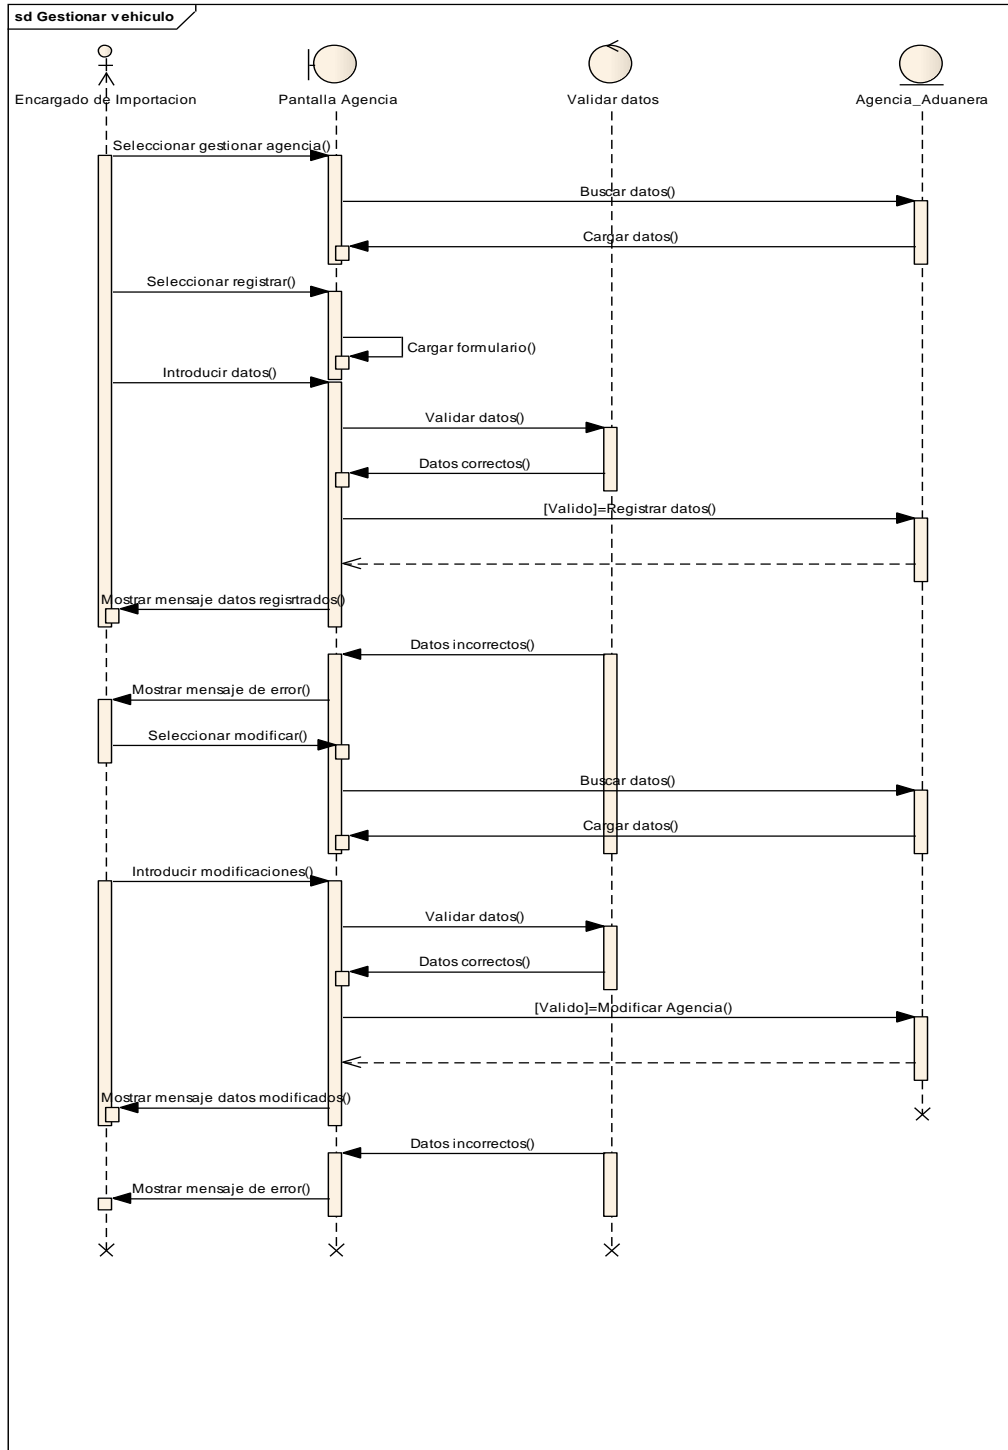 sd Gestionar vehiculo
Encargado de Importacion
Pantalla Agencia
Validar datos
Agencia_Aduanera
Seleccionar gestionar agencia()
Buscar datos()
Cargar datos()
Seleccionar registrar()
Cargar formulario()
Introducir datos()
Validar datos()
Datos correctos()
[Valido]=Registrar datos()
Mostrar mensaje datos regisrtrados()
Datos incorrectos()
Mostrar mensaje de error()
Seleccionar modificar()
Buscar datos()
Cargar datos()
Introducir modificaciones()
Validar datos()
Datos correctos()
[Valido]=Modificar Agencia()
Mostrar mensaje datos modificados()
Datos incorrectos()
Mostrar mensaje de error()